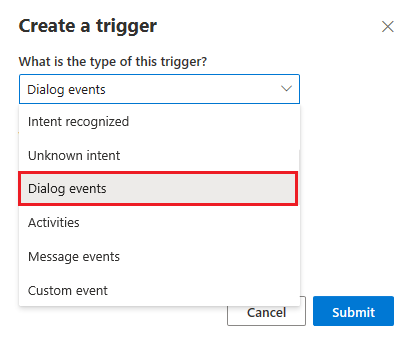 Create a trigger
What is the type of this trigger?
Dialog events
Intent recognized
Unknown intent
Dialog events
Activities
Message events
Custom event
Cancel
Submit